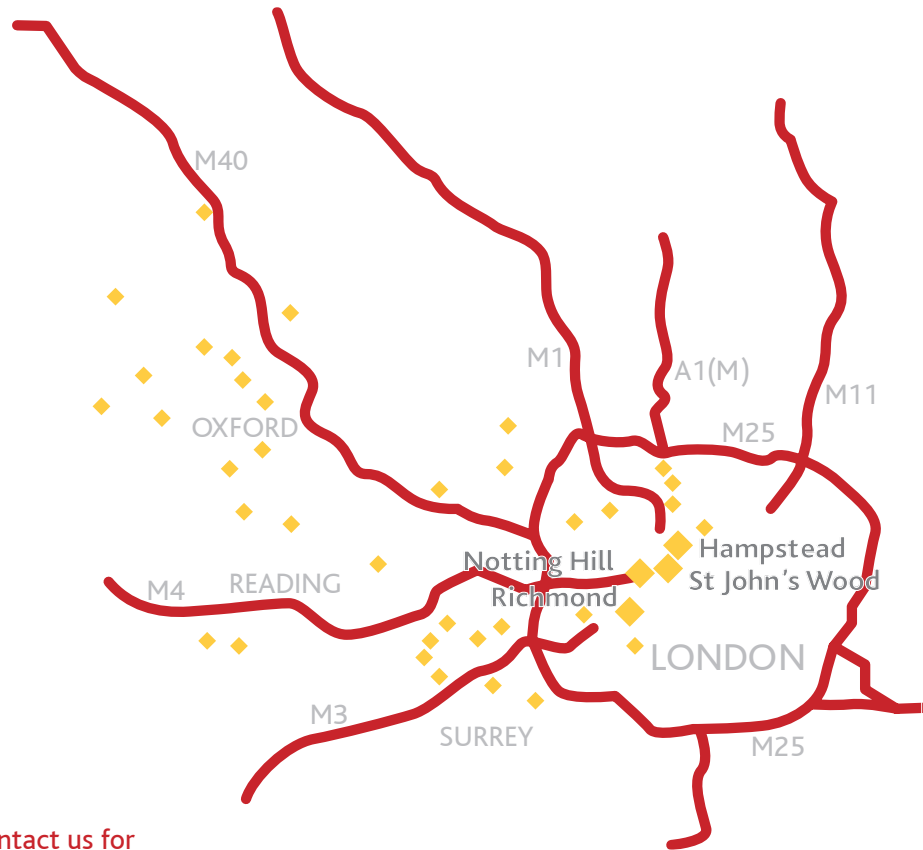 M40
M1
A1(M)
M11
OXFORD
M25
Hampstead
Notting Hill
St John's Wood
M4
READING
Richmond
LONDON
M3
SURREY
M25
ntact us for